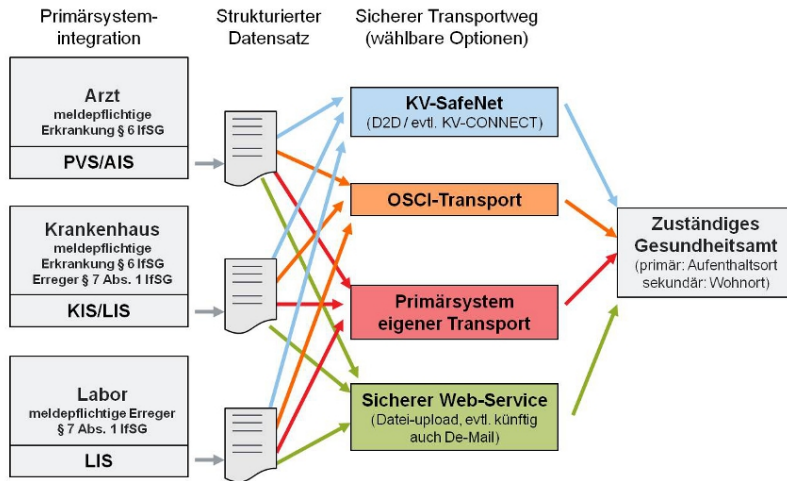 Primärsystem-
integration
Strukturierter
Datensatz
Sicherer Transportweg
(wählbare Optionen)
Arzt
meldepflichtige
Erkrankung § 6 IfSG
PVS/AIS
Krankenhaus
meldepflichtige
Erkrankung § 6 IfSG
Erreger § 7 Abs. 1 IfSG
KIS/LIS
Labor
meldepflichtige Erreger
§ 7 Abs. 1 IfSG
LIS
KV-SafeNet
(D2D / evtl. KV-CONNECT)
OSCI-Transport
Primärsystem
eigener Transport
Sicherer Web-Service
(Datei-upload, evtl. künftig
auch De-Mail)
Zuständiges
Gesundheitsamt
(primär: Aufenthaltsort
sekundär: Wohnort)